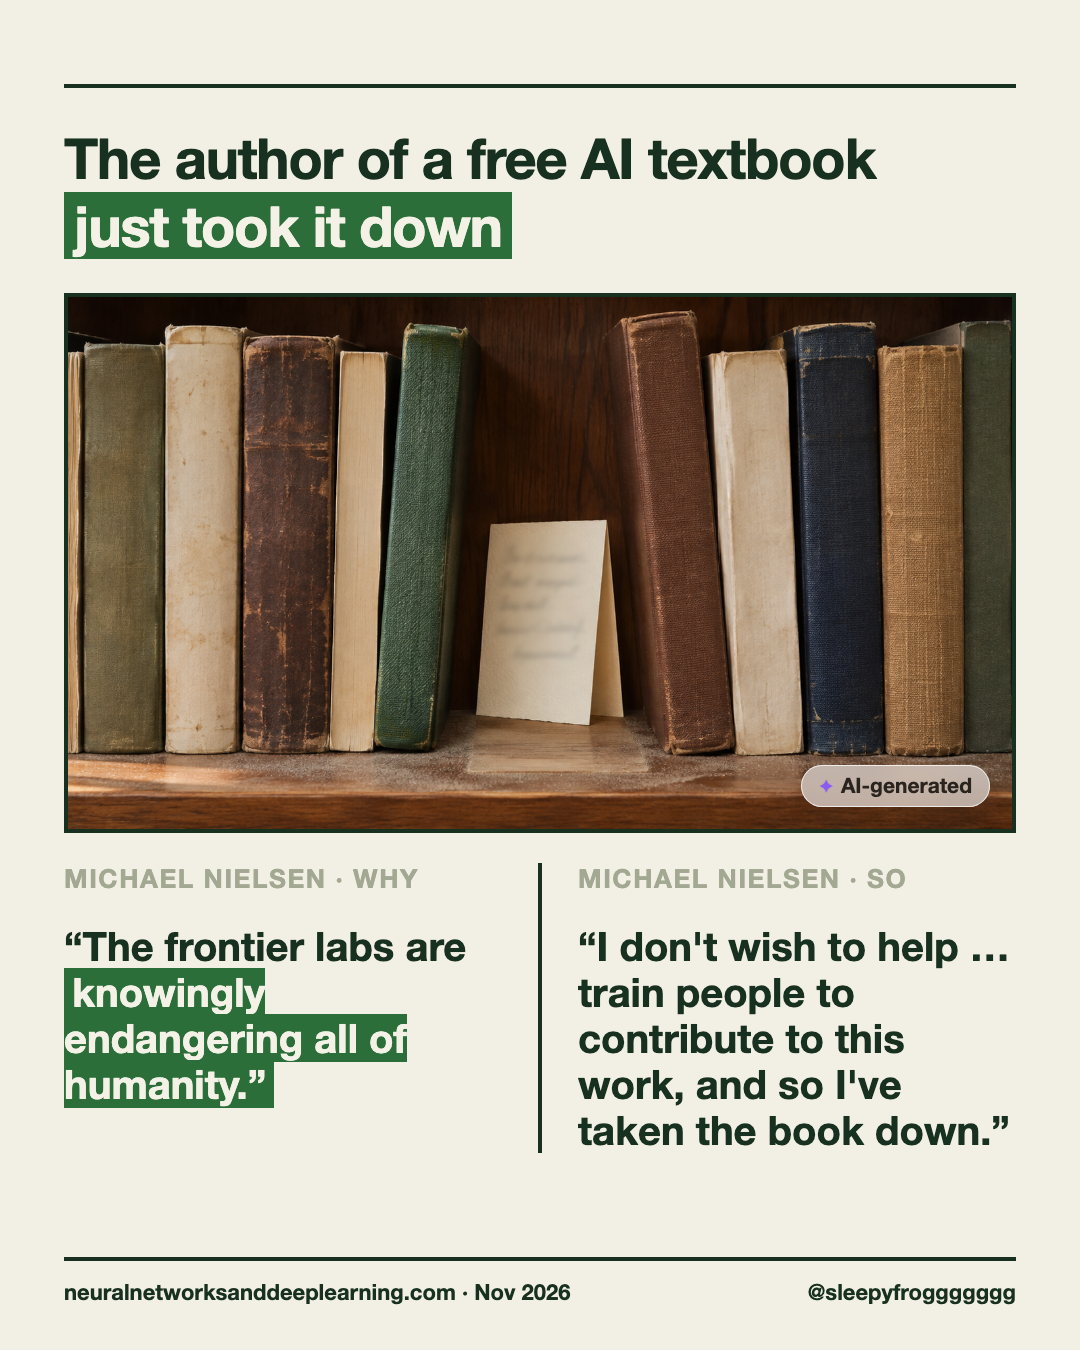 The author of a free AI textbook
just took it down
AI-generated
MICHAEL NIELSEN · WHY
“The frontier labs are
knowingly
endangering all of
humanity.”
MICHAEL NIELSEN · SO
“I don't wish to help …
train people to
contribute to this
work, and so I've
taken the book down.”
neuralnetworksanddeeplearning.com · Nov 2026
@sleepyfroggggggg